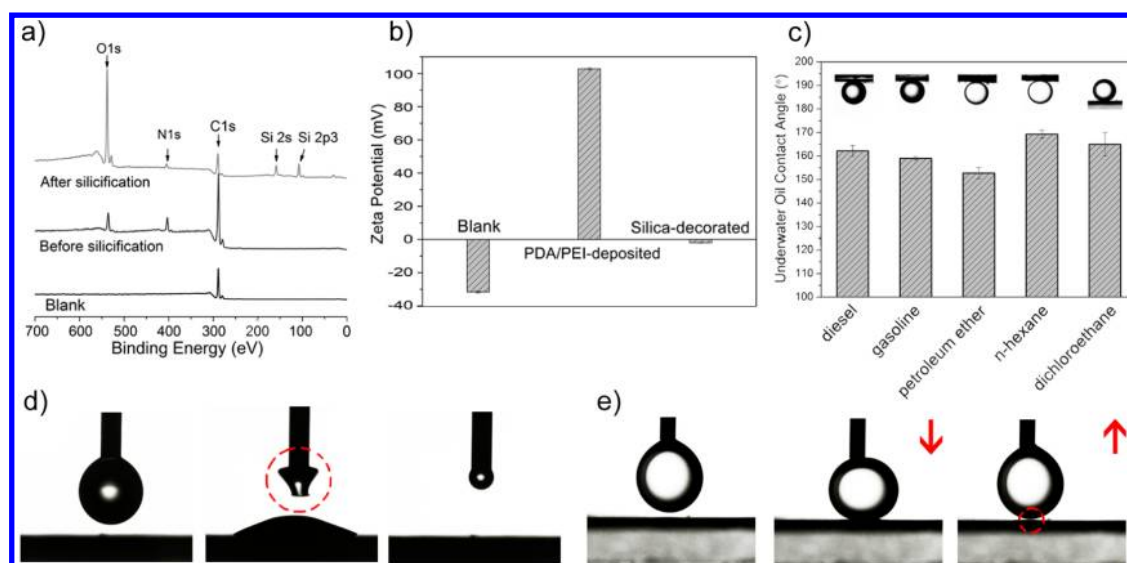 a)
O1s
N1s
C1s
Si 2s
Si 2p3
After silicification
Before silicification
Blank
700 600 500 400 300 200 100 0
Binding Energy (eV)
b)
Zeta Potential (mV)
100
80
60
40
20
0
-20
-40
Blank
PDA/PEI-deposited
Silica-decorated
c)
Underwater Oil Contact Angle (°)
200
190
180
170
160
150
140
130
120
110
100
diesel
gasoline
petroleum ether
n-hexane
dichloroethane
d)
e)